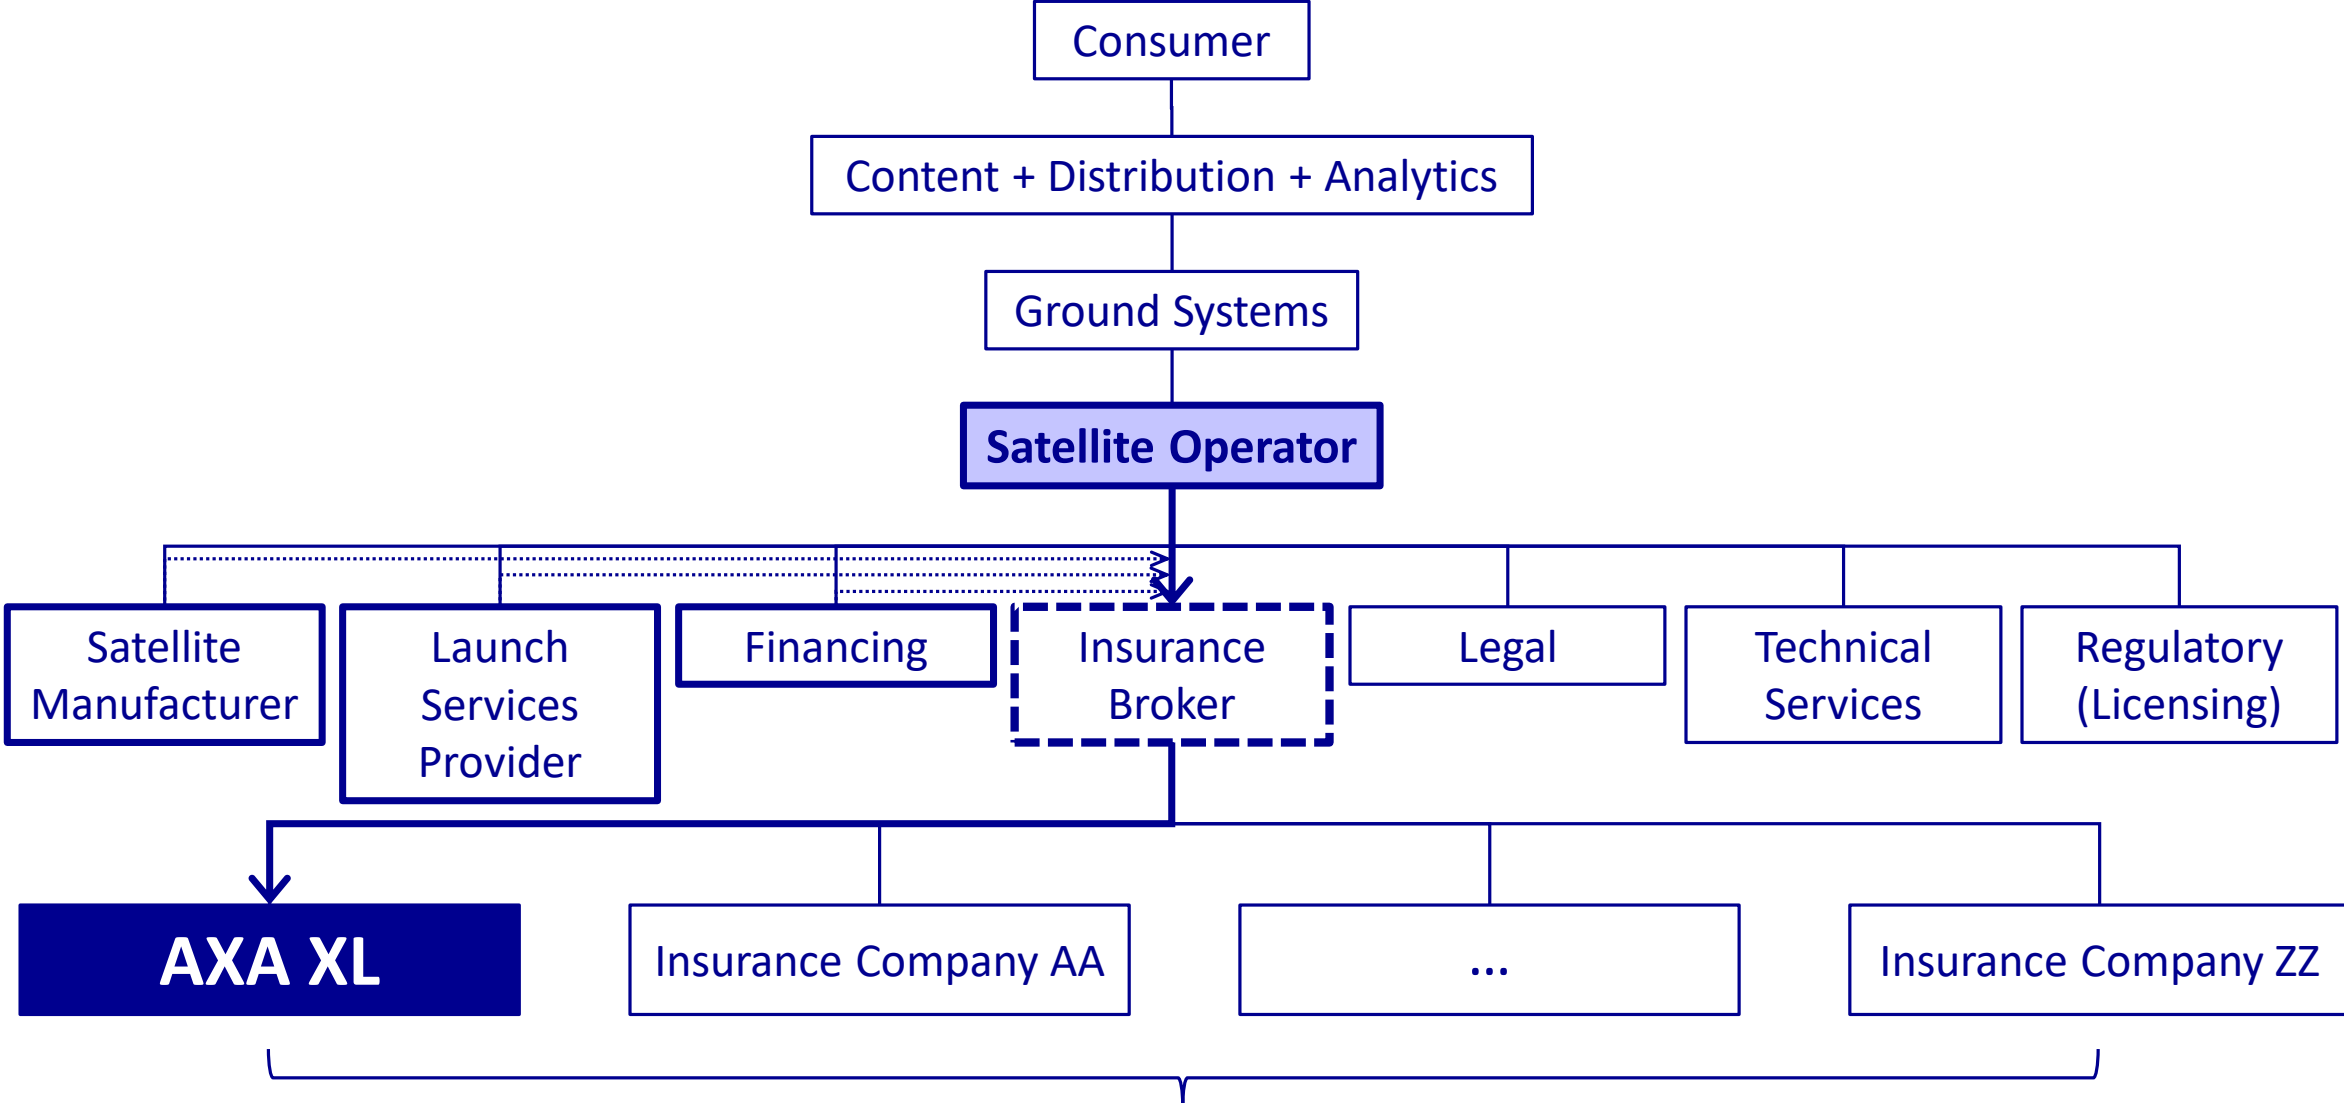 Consumer
Content + Distribution + Analytics
Ground Systems
Satellite Operator
Satellite
Manufacturer
Launch
Services
Provider
Financing
Insurance
Broker
Legal
Technical
Services
Regulatory
(Licensing)
AXA XL
Insurance Company AA
...
Insurance Company ZZ